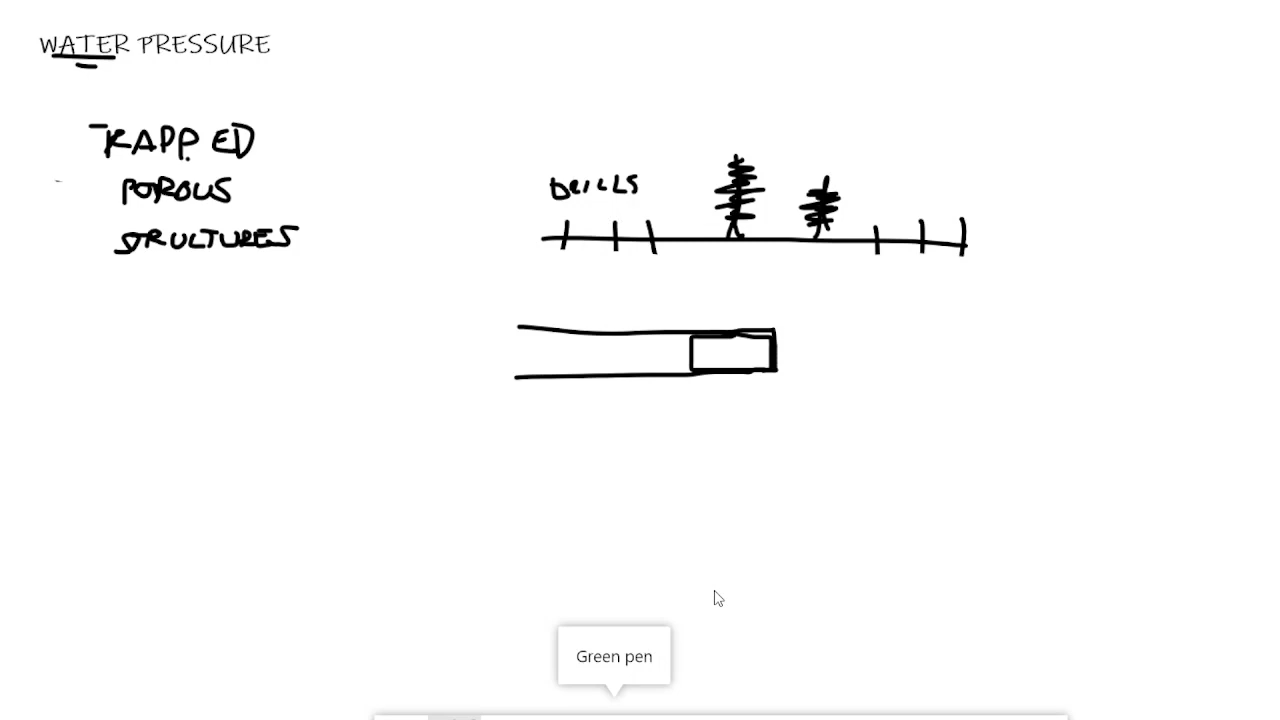 WATER PRESSURE
TRAPPED
POROUS
STRUCTURES
DRILLS
Green pen